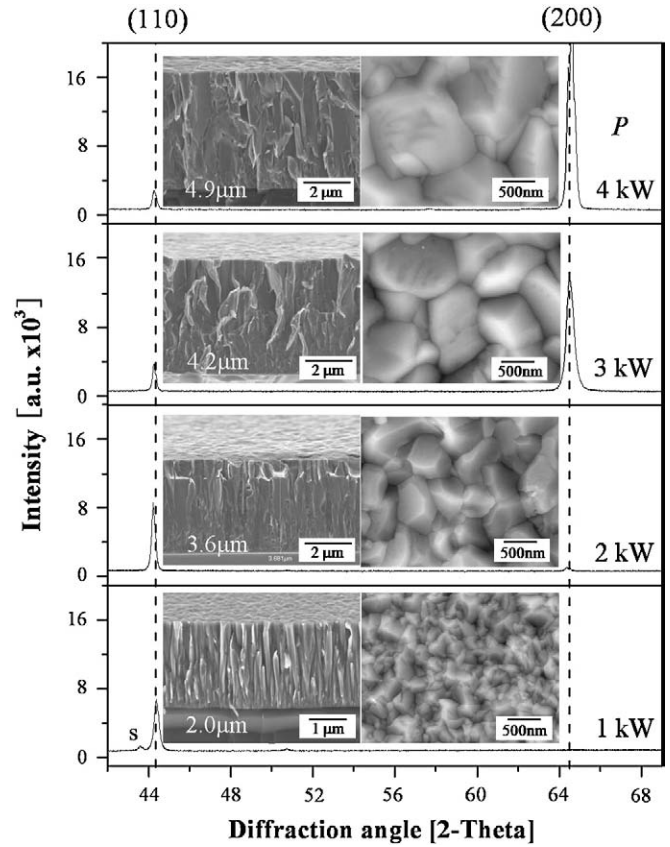 (110) (200)
Intensity [a.u. x10³]
16
8
0
4.9μm
2 μm
500nm
P
4 kW
16
8
0
4.2μm
2 μm
500nm
3 kW
16
8
0
3.6μm
2 μm
500nm
2 kW
16
8
0
s
2.0μm
1 μm
500nm
1 kW
44 48 52 56 60 64 68
Diffraction angle [2-Theta]